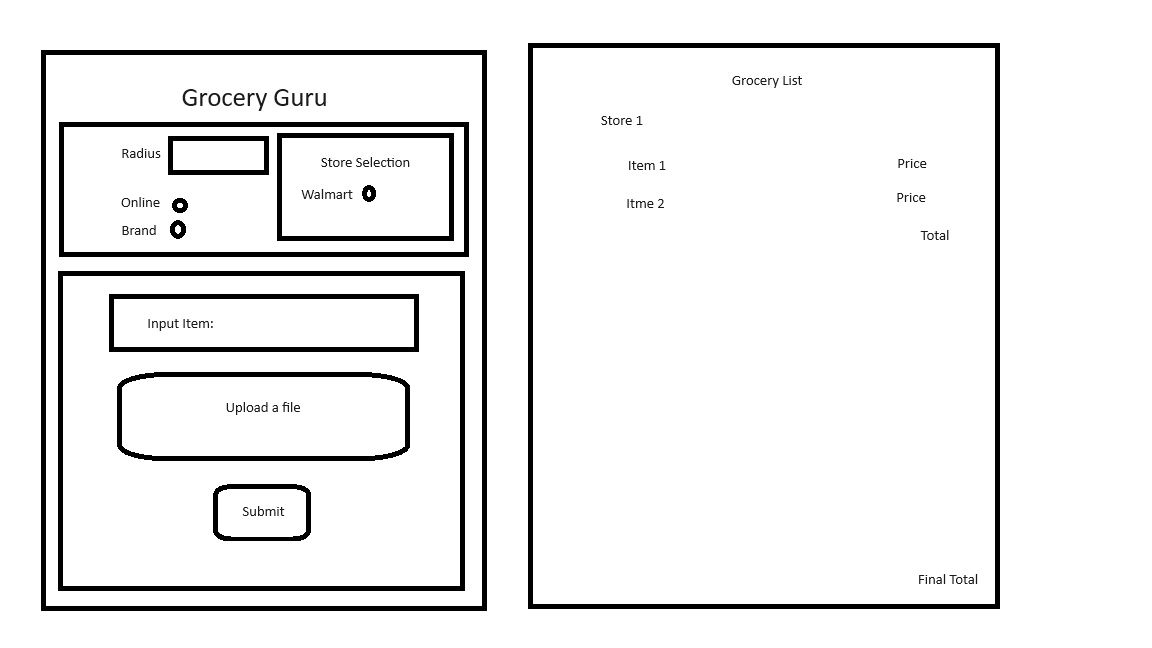 Grocery Guru
Radius
Online
Brand
Store Selection
Walmart
Input Item:
Upload a file
Submit
Grocery List
Store 1
Item 1 Price
Itme 2 Price
Total
Final Total